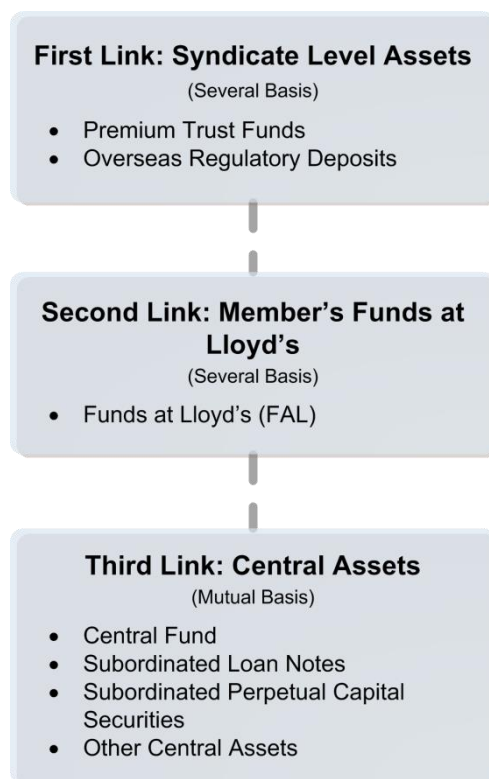 First Link: Syndicate Level Assets
(Several Basis)
• Premium Trust Funds
• Overseas Regulatory Deposits
Second Link: Member’s Funds at
Lloyd’s
(Several Basis)
• Funds at Lloyd’s (FAL)
Third Link: Central Assets
(Mutual Basis)
• Central Fund
• Subordinated Loan Notes
• Subordinated Perpetual Capital
Securities
• Other Central Assets